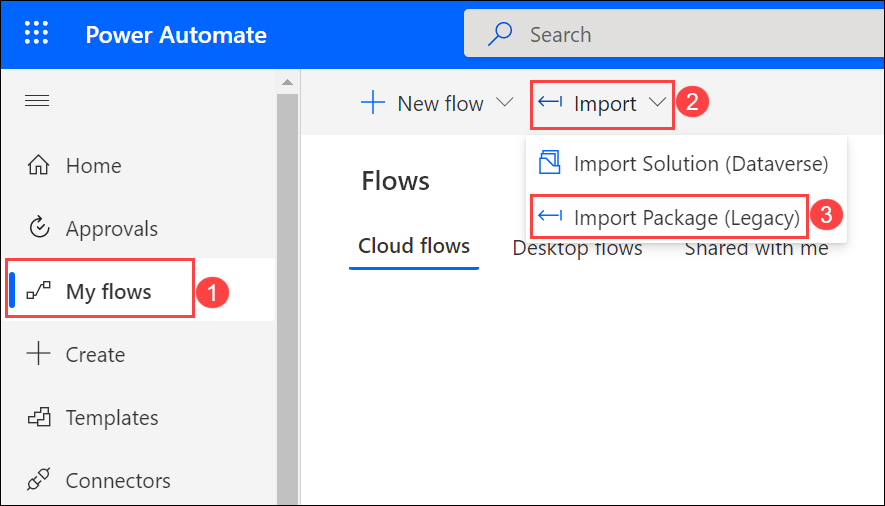 Power Automate
Search
Home
Approvals
My flows 1
Create
Templates
Connectors
New flow
Import 2
Import Solution (Dataverse)
Import Package (Legacy) 3
Flows
Cloud flows
Desktop flows
Shared with me